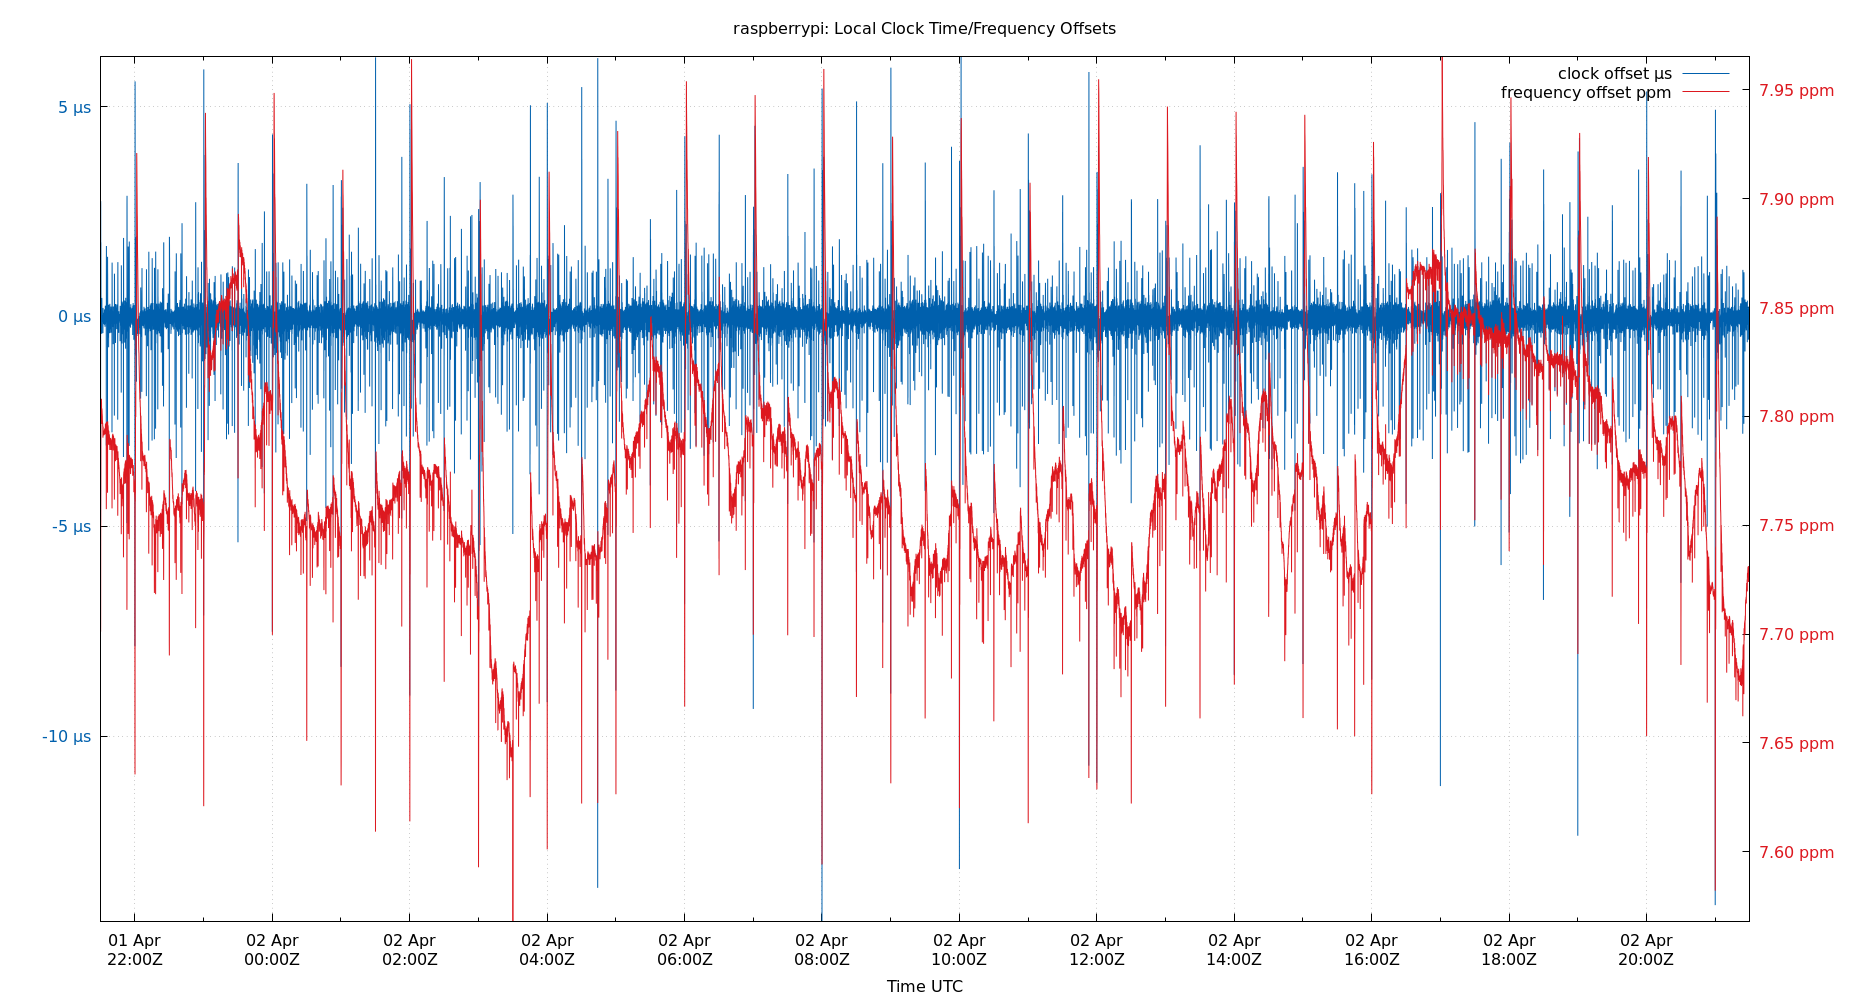 raspberrypi: Local Clock Time/Frequency Offsets
clock offset µs
frequency offset ppm
5 µs
0 µs
-5 µs
-10 µs
7.95 ppm
7.90 ppm
7.85 ppm
7.80 ppm
7.75 ppm
7.70 ppm
7.65 ppm
7.60 ppm
01 Apr 02 Apr 02 Apr 02 Apr 02 Apr 02 Apr 02 Apr 02 Apr 02 Apr 02 Apr 02 Apr 02 Apr
22:00Z 00:00Z 02:00Z 04:00Z 06:00Z 08:00Z 10:00Z 12:00Z 14:00Z 16:00Z 18:00Z 20:00Z
Time UTC